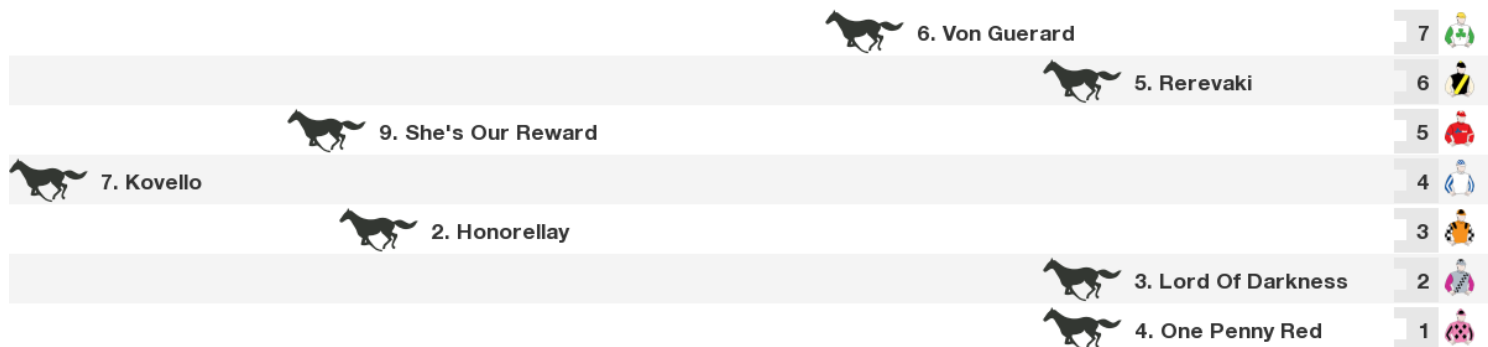 6. Von Guerard 7
5. Rerevaki 6
9. She's Our Reward 5
7. Kovello 4
2. Honorellay 3
3. Lord Of Darkness 2
4. One Penny Red 1